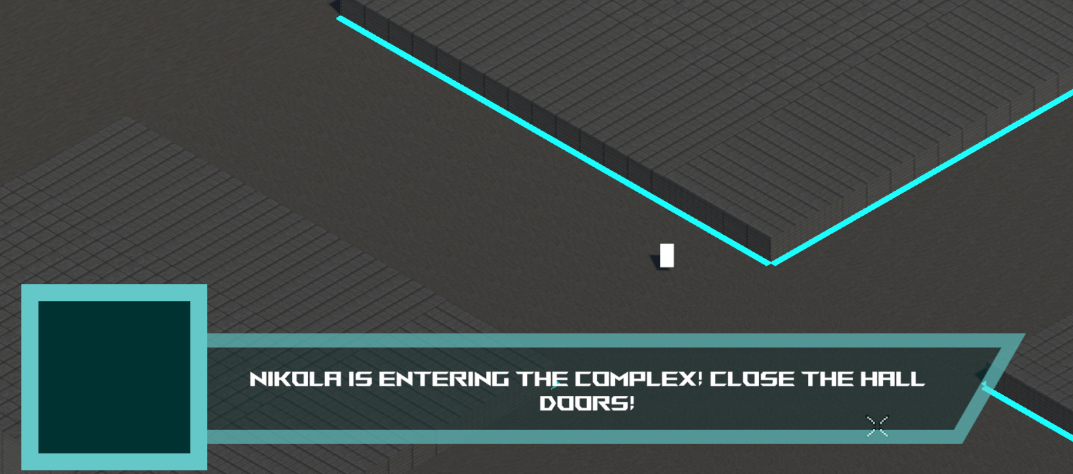 NIKOLA IS ENTERING THE COMPLEX! CLOSE THE HALL
DOORS!